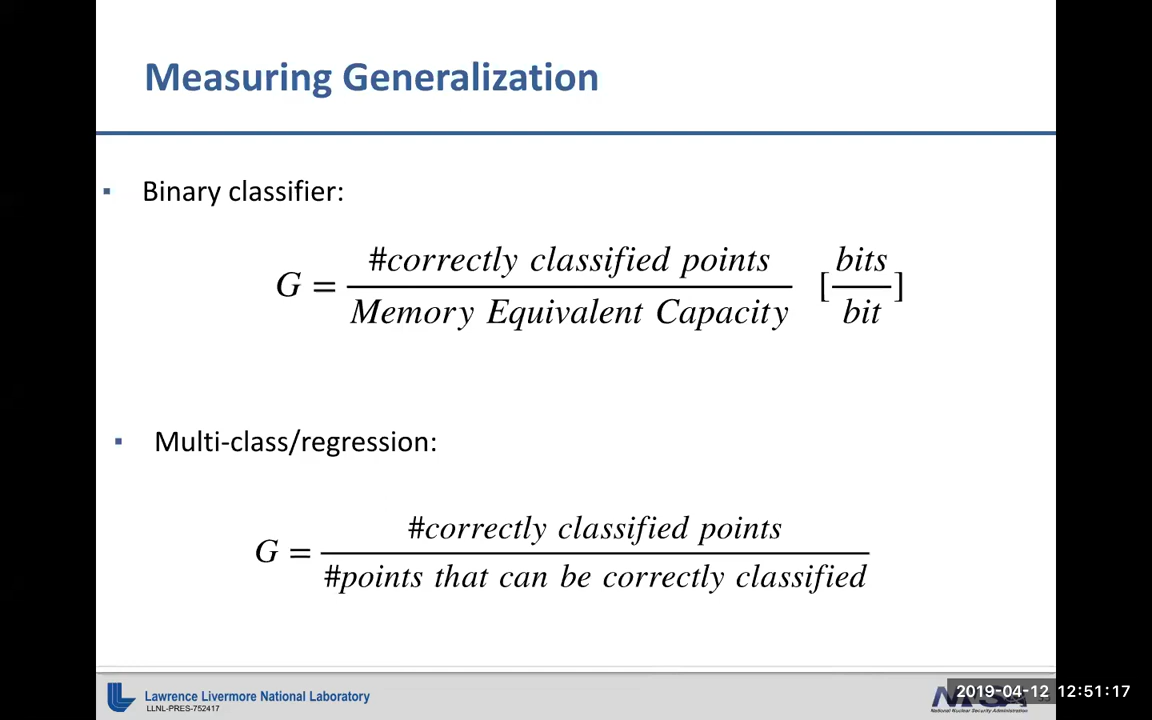 Measuring Generalization
▪ Binary classifier:
G = #correctly classified points / Memory Equivalent Capacity [bits / bit]
▪ Multi-class/regression:
G = #correctly classified points / #points that can be correctly classified
Lawrence Livermore National Laboratory
LLNL-PRES-752417
National Nuclear Security Administration
2019-04-12 12:51:17